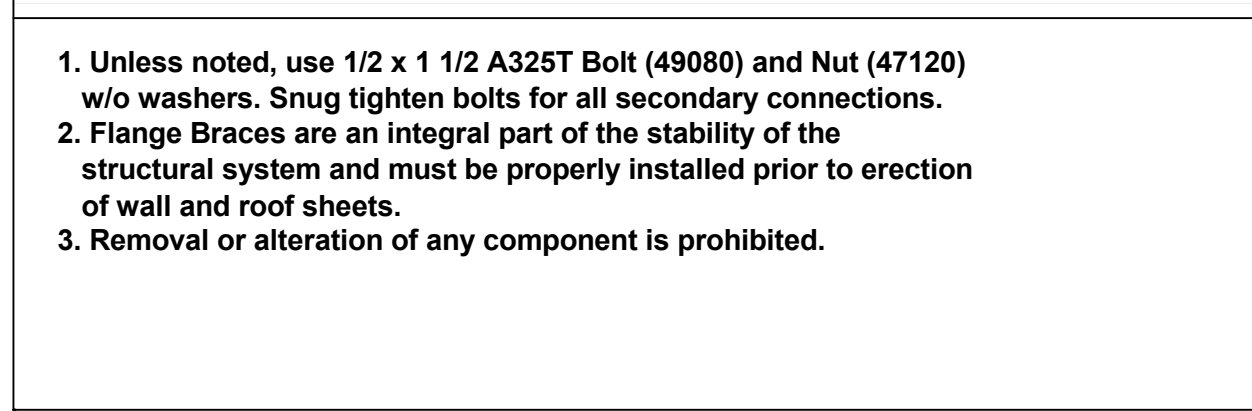 1. Unless noted, use 1/2 x 1 1/2 A325T Bolt (49080) and Nut (47120)
w/o washers. Snug tighten bolts for all secondary connections.
2. Flange Braces are an integral part of the stability of the
structural system and must be properly installed prior to erection
of wall and roof sheets.
3. Removal or alteration of any component is prohibited.